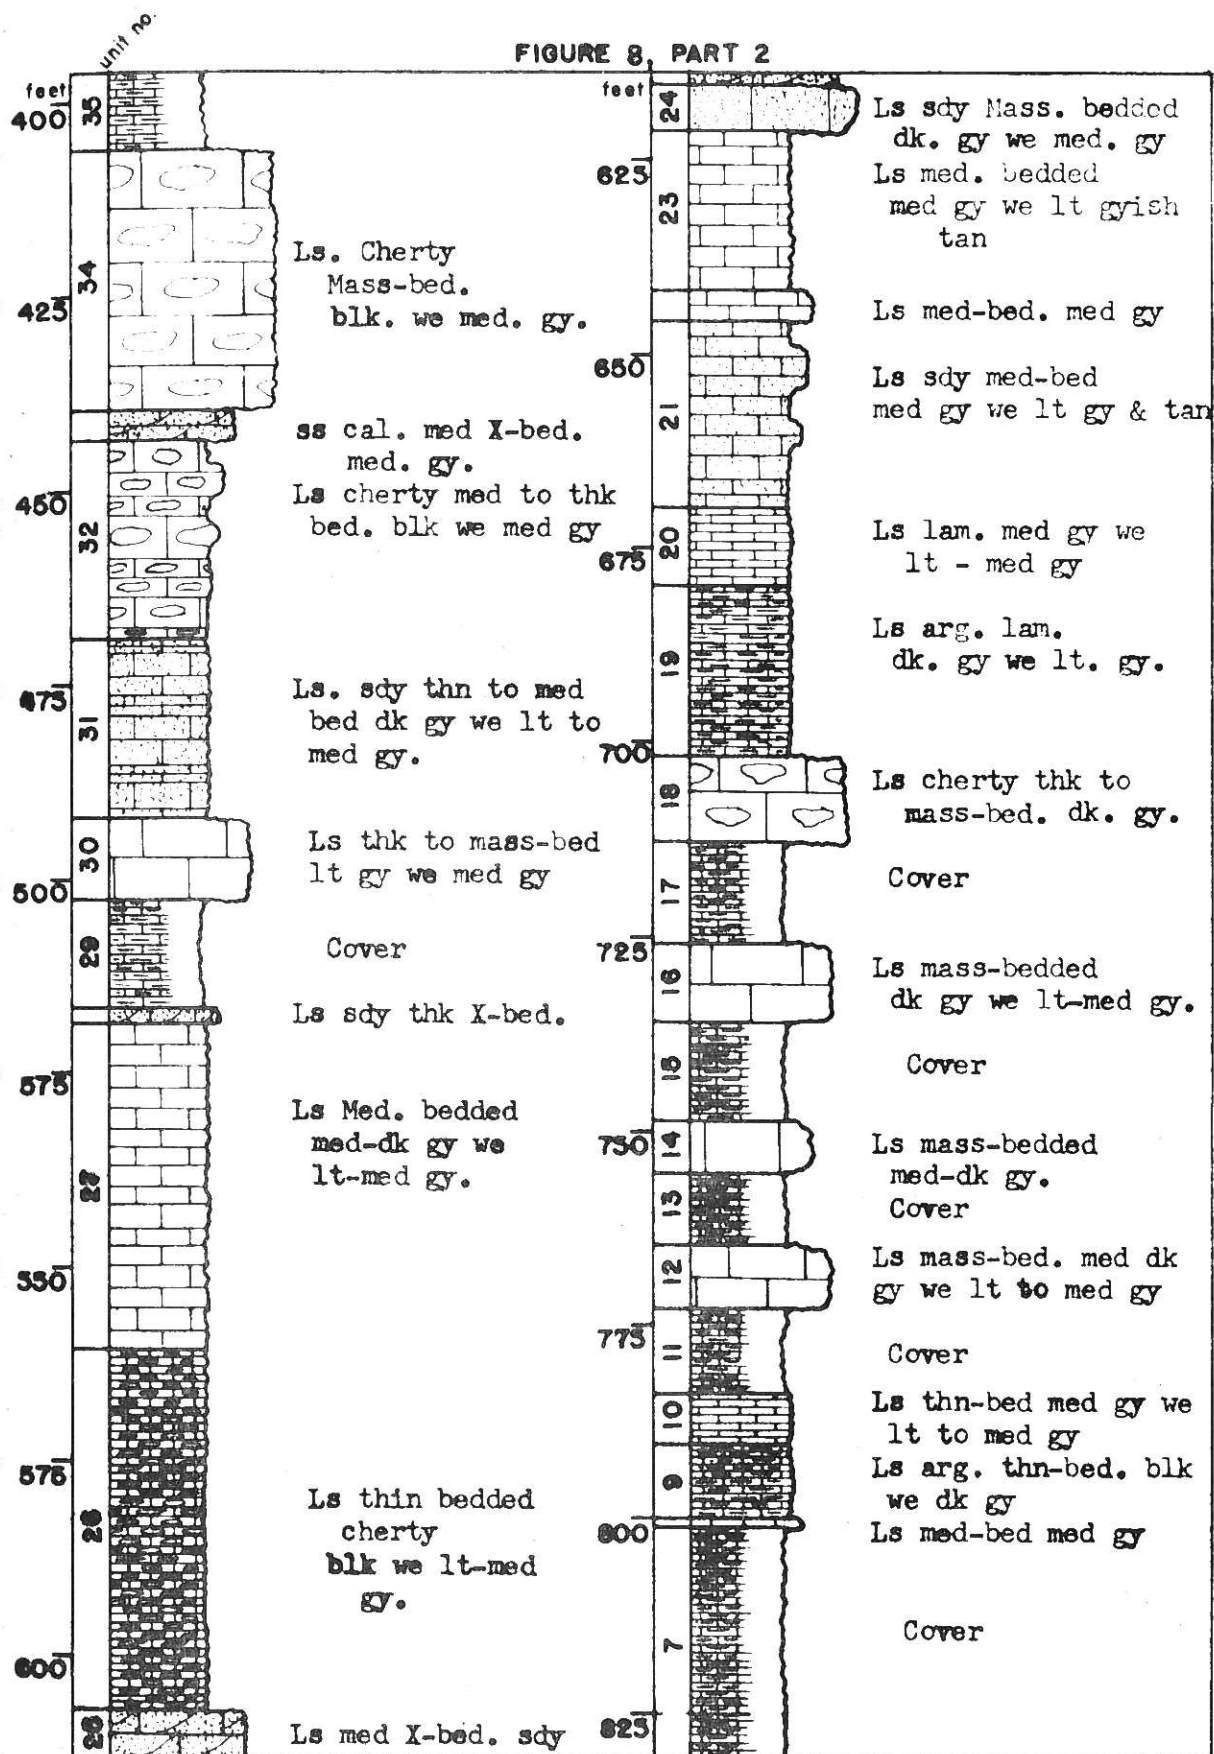 FIGURE 8, PART 2
unit no.
feet
35
400
34
Ls. Cherty
Mass-bed.
blk. we med. gy.
425
ss cal. med X-bed.
med. gy.
450
32
Ls cherty med to thk
bed. blk we med gy
475
31
Ls. sdy thn to med
bed dk gy we lt to
med gy.
30
Ls thk to mass-bed
lt gy we med gy
500
29
Cover
Ls sdy thk X-bed.
575
27
Ls Med. bedded
med-dk gy we
lt-med gy.
550
575
26
Ls thin bedded
cherty
blk we lt-med
gy.
600
25
Ls med X-bed. sdy
feet
24
Ls sdy Mass. bedded
dk. gy we med. gy
625
23
Ls med. bedded
med gy we lt gyish
tan
Ls med-bed. med gy
650
21
Ls sdy med-bed
med gy we lt gy & tan
20
675
Ls lam. med gy we
lt - med gy
19
Ls arg. lam.
dk. gy we lt. gy.
700
18
Ls cherty thk to
mass-bed. dk. gy.
17
Cover
725
16
Ls mass-bedded
dk gy we lt-med gy.
15
Cover
750
14
Ls mass-bedded
med-dk gy.
13
Cover
12
Ls mass-bed. med dk
gy we lt to med gy
775
11
Cover
10
Ls thn-bed med gy we
lt to med gy
9
Ls arg. thn-bed. blk
we dk gy
800
Ls med-bed med gy
7
Cover
825